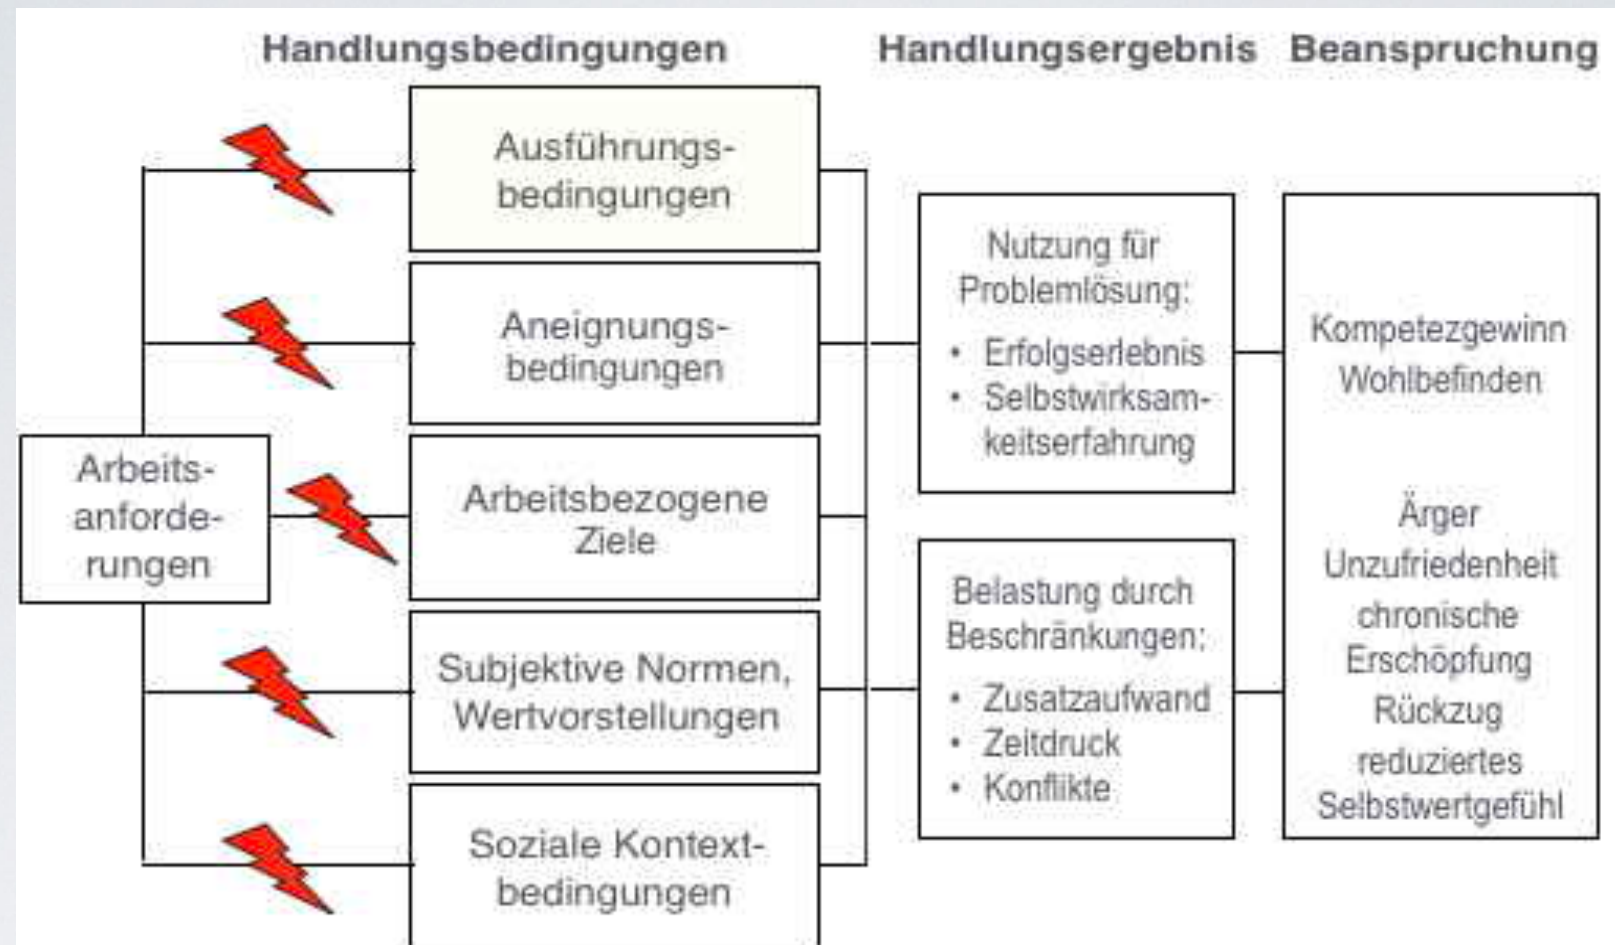 Handlungsbedingungen
Handlungsergebnis
Beanspruchung
Arbeits-
anforde-
rungen
Ausführungs-
bedingungen
Aneignungs-
bedingungen
Arbeitsbezogene
Ziele
Subjektive Normen,
Wertvorstellungen
Soziale Kontext-
bedingungen
Nutzung für
Problemlösung:
• Erfolgserlebnis
• Selbstwirksam-
keitserfahrung
Belastung durch
Beschränkungen:
• Zusatzaufwand
• Zeitdruck
• Konflikte
Kompetezgewinn
Wohlbefinden
Ärger
Unzufriedenheit
chronische
Erschöpfung
Rückzug
reduziertes
Selbstwertgefühl